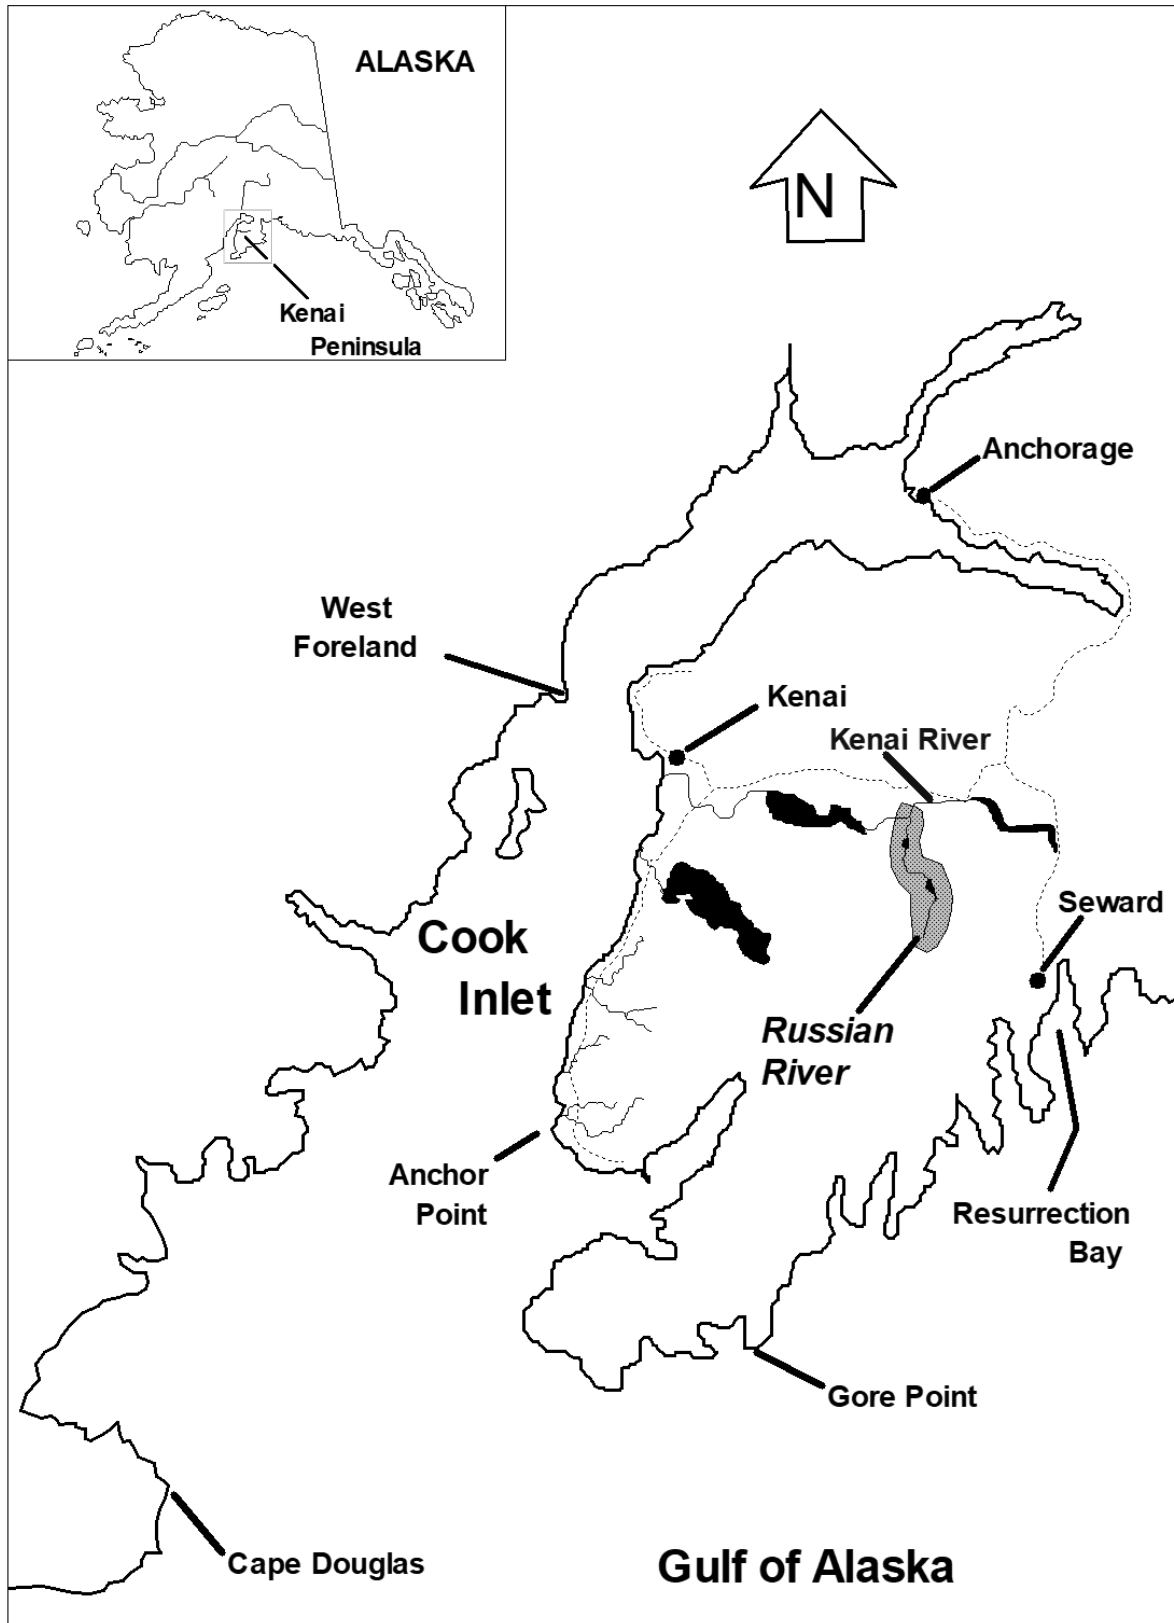 ALASKA
Kenai
Peninsula
N
Anchorage
West
Foreland
Kenai
Kenai River
Seward
Cook
Inlet
Russian
River
Anchor
Point
Resurrection
Bay
Gore Point
Cape Douglas
Gulf of Alaska